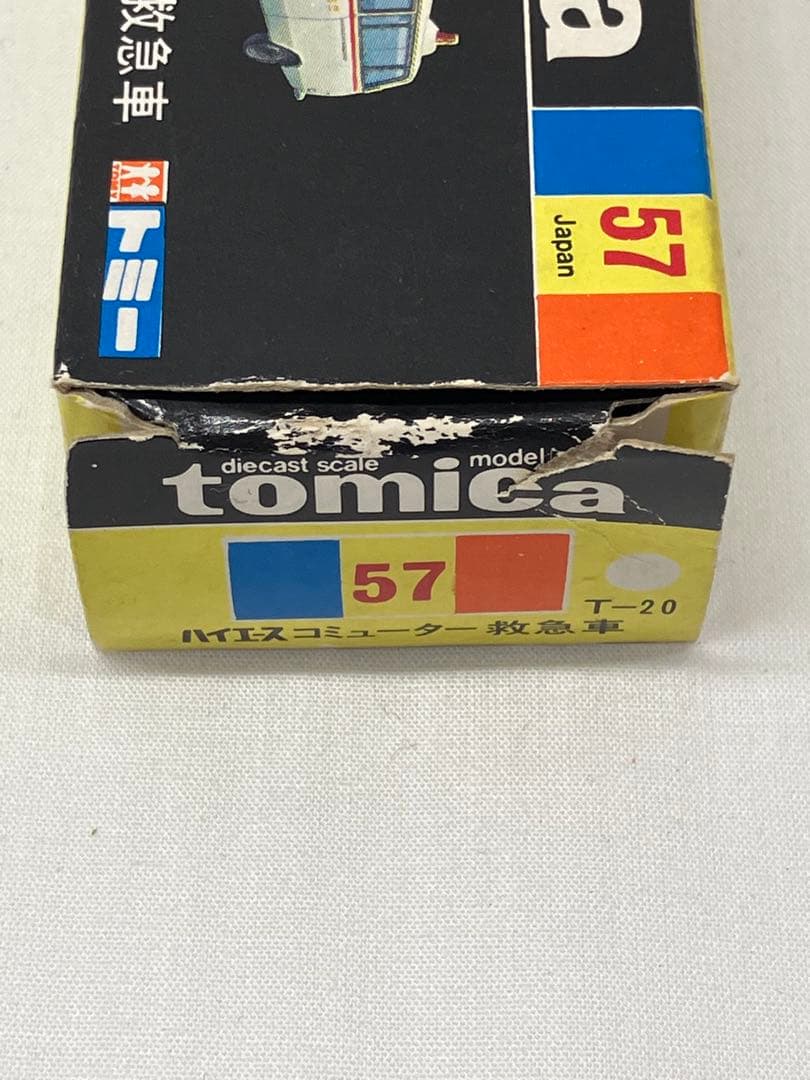 救急車
TOMY
トミー
a
57
Japan
diecast scale model
tomica
57
T-20
ハイエースコミューター救急車